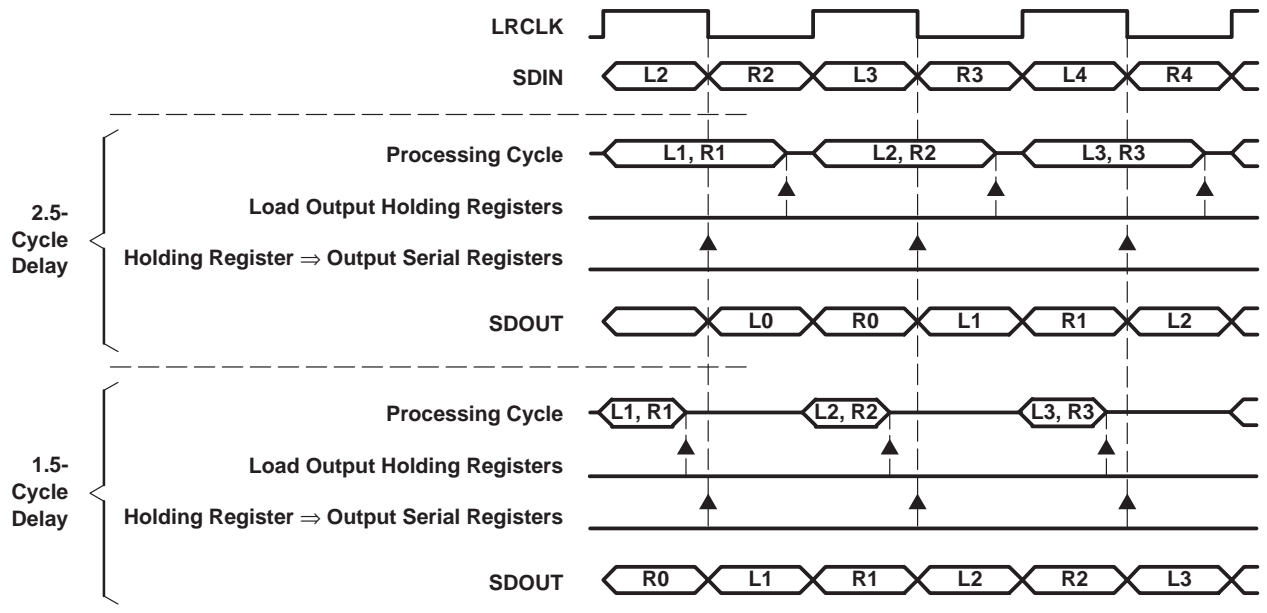 LRCLK
SDIN L2 R2 L3 R3 L4 R4
2.5-
Cycle
Delay
Processing Cycle L1, R1 L2, R2 L3, R3
Load Output Holding Registers
Holding Register ⇒ Output Serial Registers
SDOUT L0 R0 L1 R1 L2
1.5-
Cycle
Delay
Processing Cycle L1, R1 L2, R2 L3, R3
Load Output Holding Registers
Holding Register ⇒ Output Serial Registers
SDOUT R0 L1 R1 L2 R2 L3